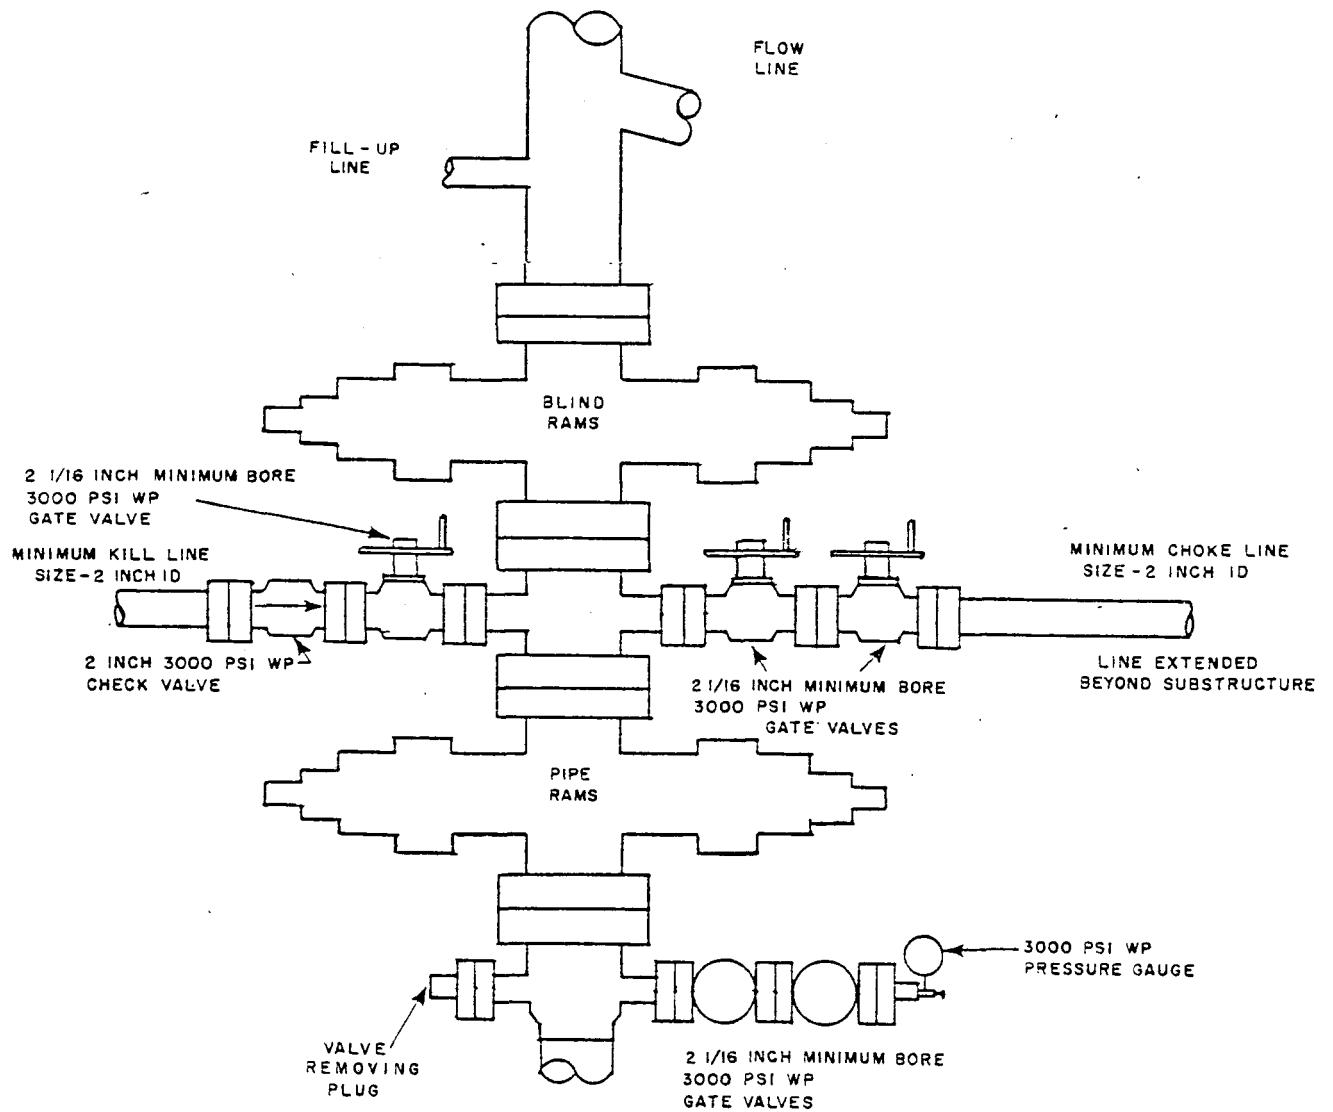 FLOW
LINE
FILL-UP
LINE
BLIND
RAMS
2 1/16 INCH MINIMUM BORE
3000 PSI WP
GATE VALVE
MINIMUM KILL LINE
SIZE-2 INCH ID
MINIMUM CHOKE LINE
SIZE-2 INCH ID
2 INCH 3000 PSI WP
CHECK VALVE
2 1/16 INCH MINIMUM BORE
3000 PSI WP
GATE VALVES
LINE EXTENDED
BEYOND SUBSTRUCTURE
PIPE
RAMS
3000 PSI WP
PRESSURE GAUGE
VALVE
REMOVING
PLUG
2 1/16 INCH MINIMUM BORE
3000 PSI WP
GATE VALVES